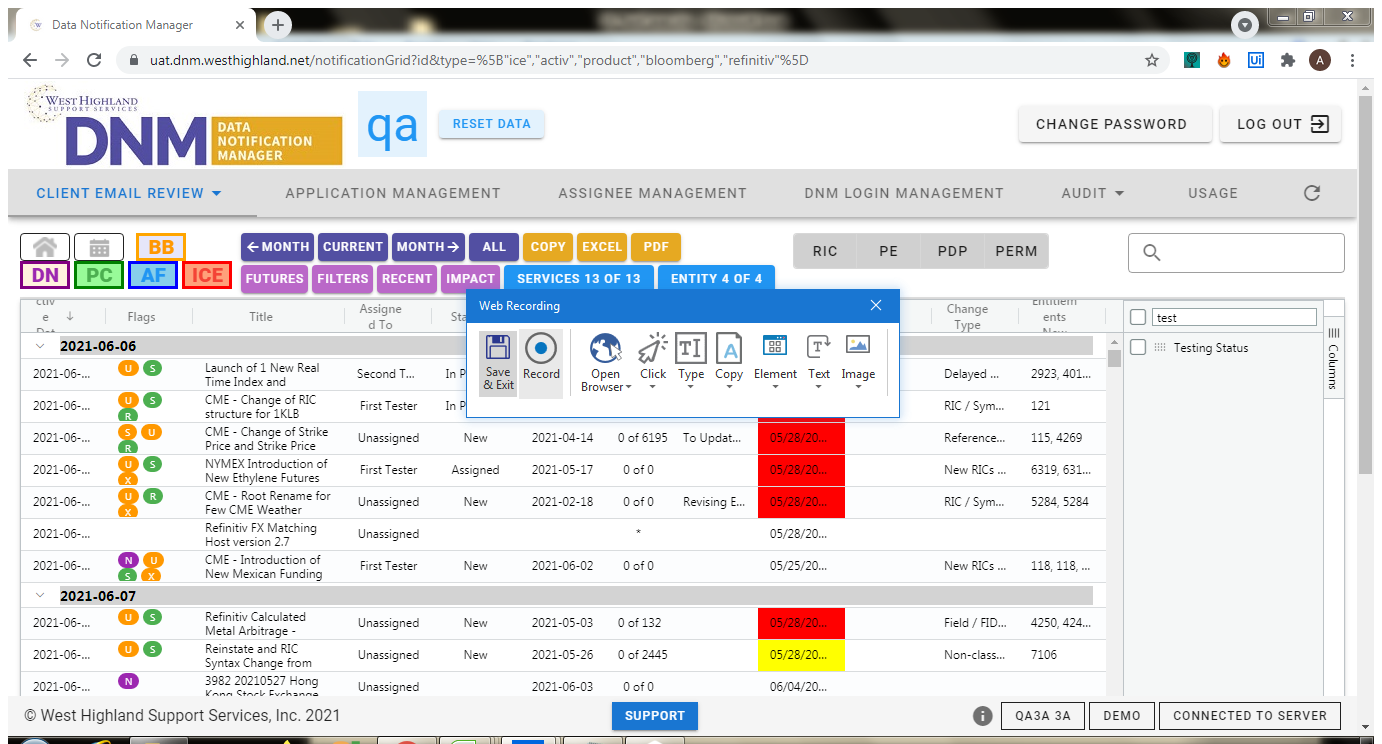 Data Notification Manager
uat.dnm.westhighland.net/notificationGrid?id&type=%5B"ice","activ","product","bloomberg","refinitiv"%5D
Ui
A
WEST HIGHLAND
SUPPORT SERVICES
DNM DATA NOTIFICATION MANAGER
qa
RESET DATA
CHANGE PASSWORD
LOG OUT
CLIENT EMAIL REVIEW APPLICATION MANAGEMENT ASSIGNEE MANAGEMENT DNM LOGIN MANAGEMENT AUDIT USAGE
BB
←MONTH CURRENT MONTH→ ALL COPY EXCEL PDF
RIC PE PDP PERM
DN PC AF ICE
FUTURES FILTERS RECENT IMPACT SERVICES 13 OF 13 ENTITY 4 OF 4
Web Recording
Save & Exit
Record
Open Browser
Click
Type
Copy
Element
Text
Image
Flags Title Assigne d To Change Type
test
2021-06-06
Testing Status
Columns
2021-06-... U S Launch of 1 New Real Time Index and Second T... In P Delayed ... 2923, 401...
2021-06-... U S R CME - Change of RIC structure for 1KLB First Tester In P RIC / Sym... 121
2021-06-... S U R CME - Change of Strike Price and Strike Price Unassigned New 2021-04-14 0 of 6195 To Updat... 05/28/20... Reference... 115, 4269
2021-06-... U S X NYMEX Introduction of New Ethylene Futures First Tester Assigned 2021-05-17 0 of 0 05/28/20... New RICs ... 6319, 631...
2021-06-... U R X CME - Root Rename for Few CME Weather Unassigned New 2021-02-18 0 of 0 Revising E... 05/28/20... RIC / Sym... 5284, 5284
2021-06-... Refinitiv FX Matching Host version 2.7 Unassigned * 05/28/20...
2021-06-... N U S X CME - Introduction of New Mexican Funding First Tester New 2021-06-02 0 of 0 05/25/20... New RICs ... 118, 118, ...
2021-06-07
2021-06-... U S Refinitiv Calculated Metal Arbitrage - Unassigned New 2021-05-03 0 of 132 05/28/20... Field / FID... 4250, 424...
2021-06-... U S Reinstate and RIC Syntax Change from Unassigned New 2021-05-26 0 of 2445 05/28/20... Non-class... 7106
2021-06-... N 3982 20210527 Hong Kong Stock Exchange Unassigned 2021-06-03 0 of 0 06/04/20...
© West Highland Support Services, Inc. 2021
SUPPORT
QA3A 3A
DEMO
CONNECTED TO SERVER